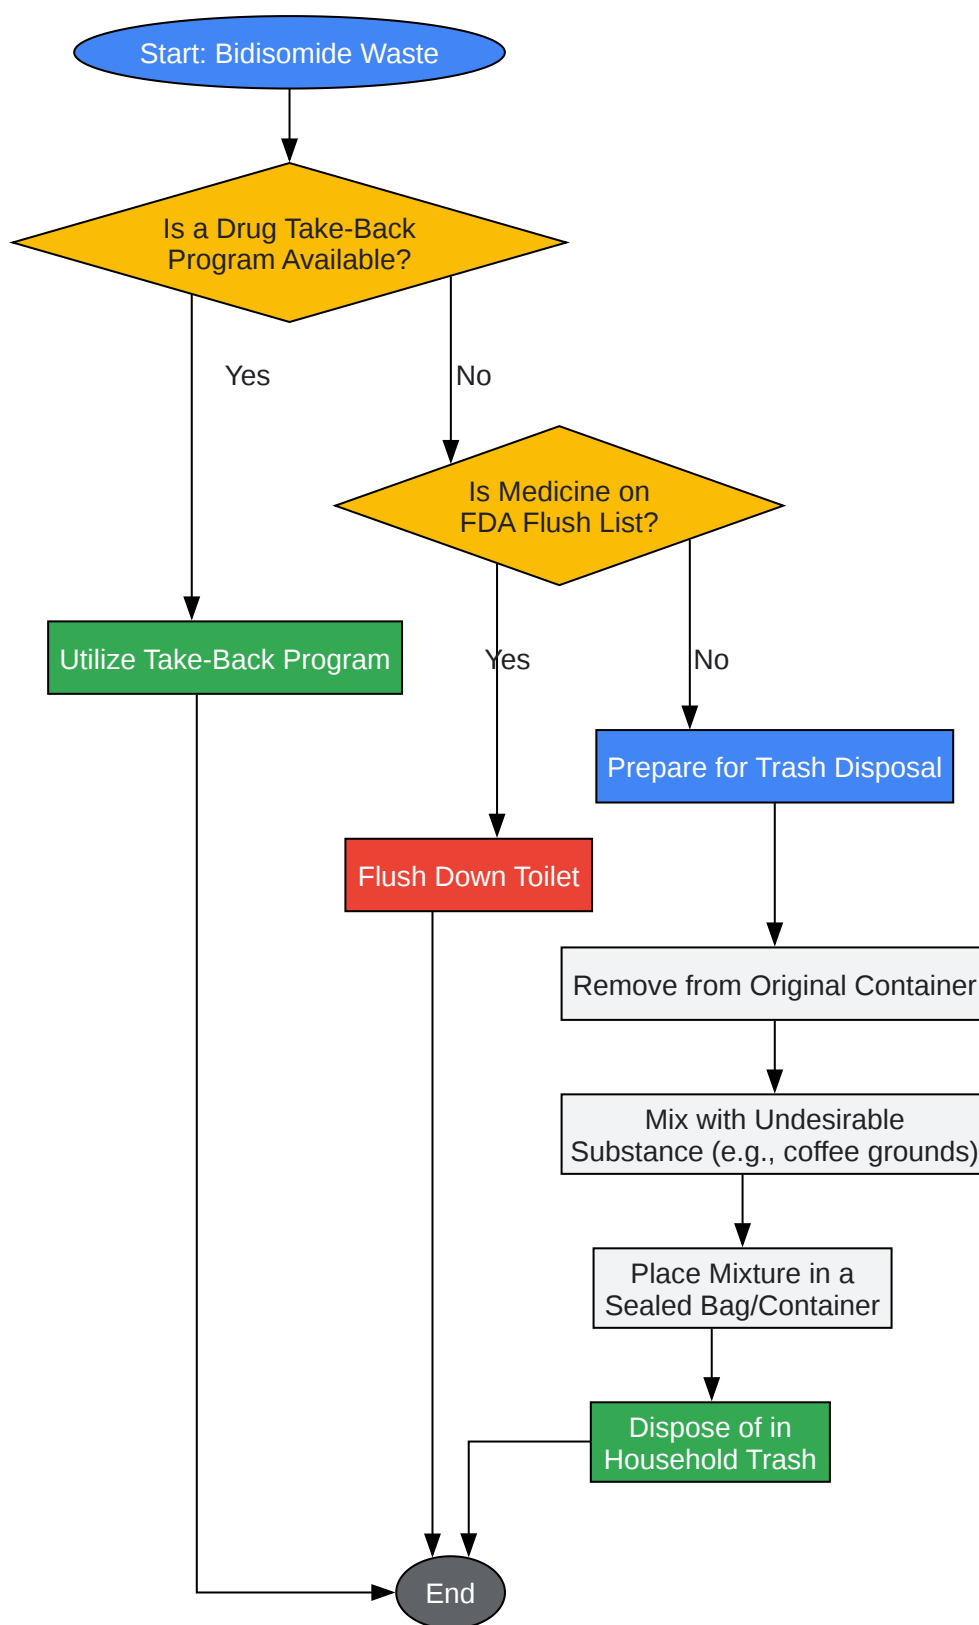 Start: Bidisomide Waste
Is a Drug Take-Back
Program Available?
Yes
No
Is Medicine on
FDA Flush List?
Utilize Take-Back Program
Yes
No
Prepare for Trash Disposal
Flush Down Toilet
Remove from Original Container
Mix with Undesirable
Substance (e.g., coffee grounds)
Place Mixture in a
Sealed Bag/Container
Dispose of in
Household Trash
End